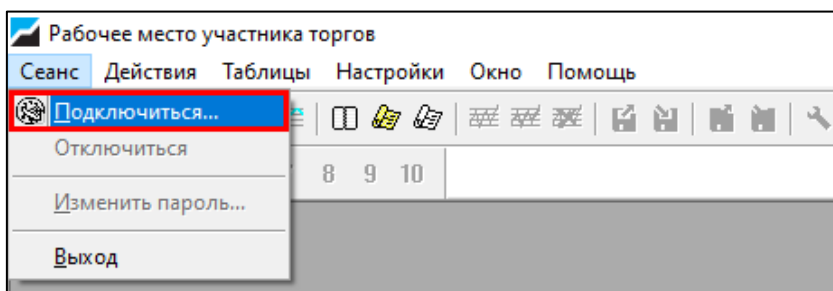 Рабочее место участника торгов
Сеанс Действия Таблицы Настройки Окно Помощь
Подключиться...
Отключиться
8 9 10
Изменить пароль...
Выход